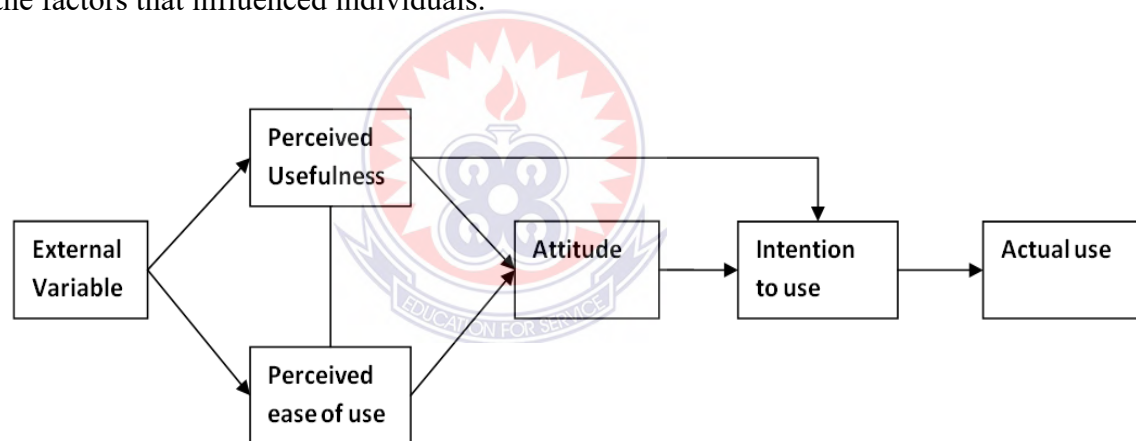 the factors that influenced individuals.
Perceived
Usefulness
External
Variable
Attitude
Intention
to use
Actual use
Perceived
ease of use
EDUCATION FOR SERVICE